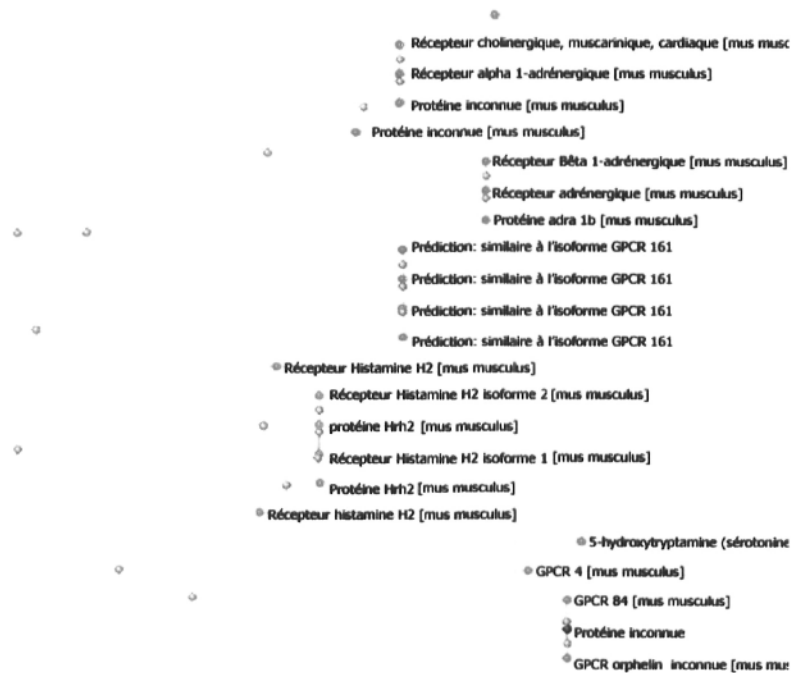 Récepteur cholinergique, muscarinique, cardiaque [mus musc
Récepteur alpha 1-adrénergique [mus musculus]
Protéine inconnue [mus musculus]
Protéine inconnue [mus musculus]
Récepteur Bêta 1-adrénergique [mus musculus]
Récepteur adrénergique [mus musculus]
Protéine adra 1b [mus musculus]
Prédiction: similaire à l'isoforme GPCR 161
Prédiction: similaire à l'isoforme GPCR 161
Prédiction: similaire à l'isoforme GPCR 161
Prédiction: similaire à l'isoforme GPCR 161
Récepteur Histamine H2 [mus musculus]
Récepteur Histamine H2 isoforme 2 [mus musculus]
protéine Hrh2 [mus musculus]
Récepteur Histamine H2 isoforme 1 [mus musculus]
Protéine Hrh2 [mus musculus]
Récepteur histamine H2 [mus musculus]
5-hydroxytryptamine (sérotonine
GPCR 4 [mus musculus]
GPCR 84 [mus musculus]
Protéine inconnue
GPCR orphelin inconnue [mus mus